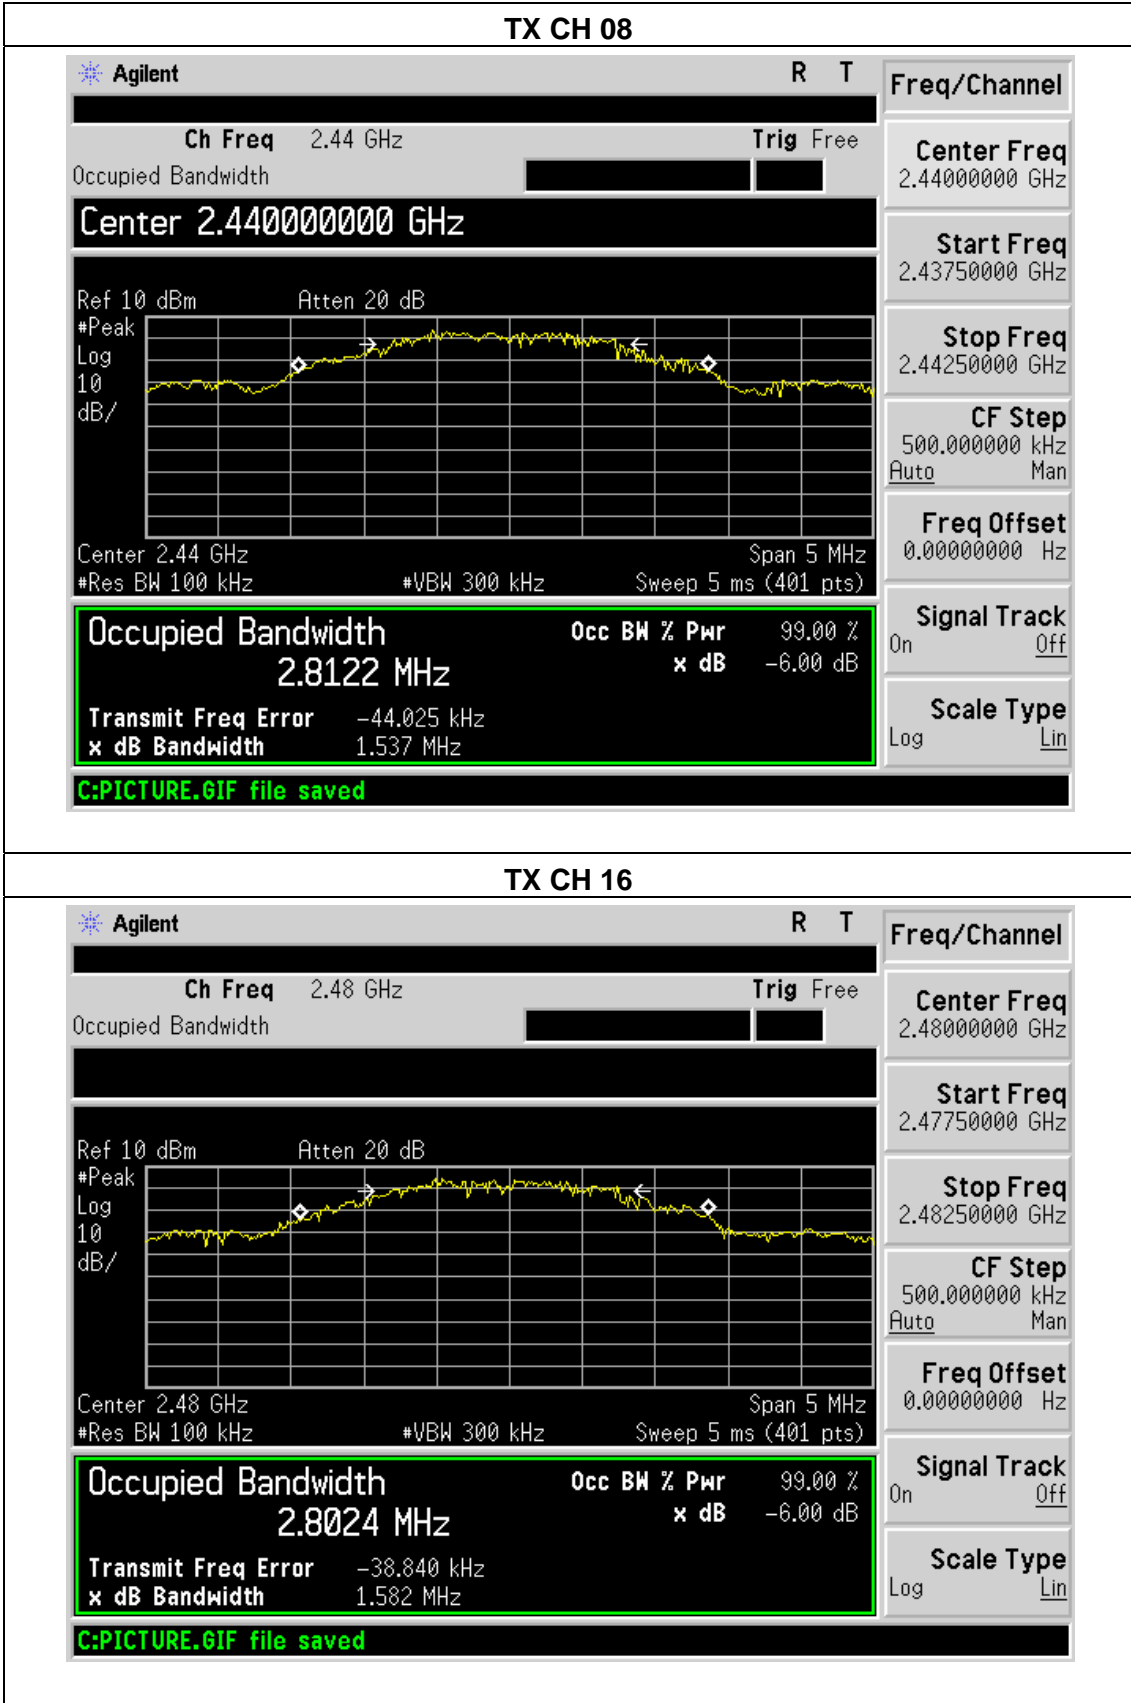 TX CH 08
Agilent R T
Freq/Channel
Ch Freq 2.44 GHz Trig Free
Occupied Bandwidth
Center 2.440000000 GHz
Ref 10 dBm Atten 20 dB
#Peak
Log
10
dB/
Center 2.44 GHz Span 5 MHz
#Res BW 100 kHz #VBW 300 kHz Sweep 5 ms (401 pts)
Occupied Bandwidth Occ BW % Pwr 99.00 %
2.8122 MHz x dB -6.00 dB
Transmit Freq Error -44.025 kHz
x dB Bandwidth 1.537 MHz
C:PICTURE.GIF file saved
Center Freq
2.44000000 GHz
Start Freq
2.43750000 GHz
Stop Freq
2.44250000 GHz
CF Step
500.000000 kHz
Auto Man
Freq Offset
0.00000000 Hz
Signal Track
On Off
Scale Type
Log Lin
TX CH 16
Agilent R T
Freq/Channel
Ch Freq 2.48 GHz Trig Free
Occupied Bandwidth
Ref 10 dBm Atten 20 dB
#Peak
Log
10
dB/
Center 2.48 GHz Span 5 MHz
#Res BW 100 kHz #VBW 300 kHz Sweep 5 ms (401 pts)
Occupied Bandwidth Occ BW % Pwr 99.00 %
2.8024 MHz x dB -6.00 dB
Transmit Freq Error -38.840 kHz
x dB Bandwidth 1.582 MHz
C:PICTURE.GIF file saved
Center Freq
2.48000000 GHz
Start Freq
2.47750000 GHz
Stop Freq
2.48250000 GHz
CF Step
500.000000 kHz
Auto Man
Freq Offset
0.00000000 Hz
Signal Track
On Off
Scale Type
Log Lin